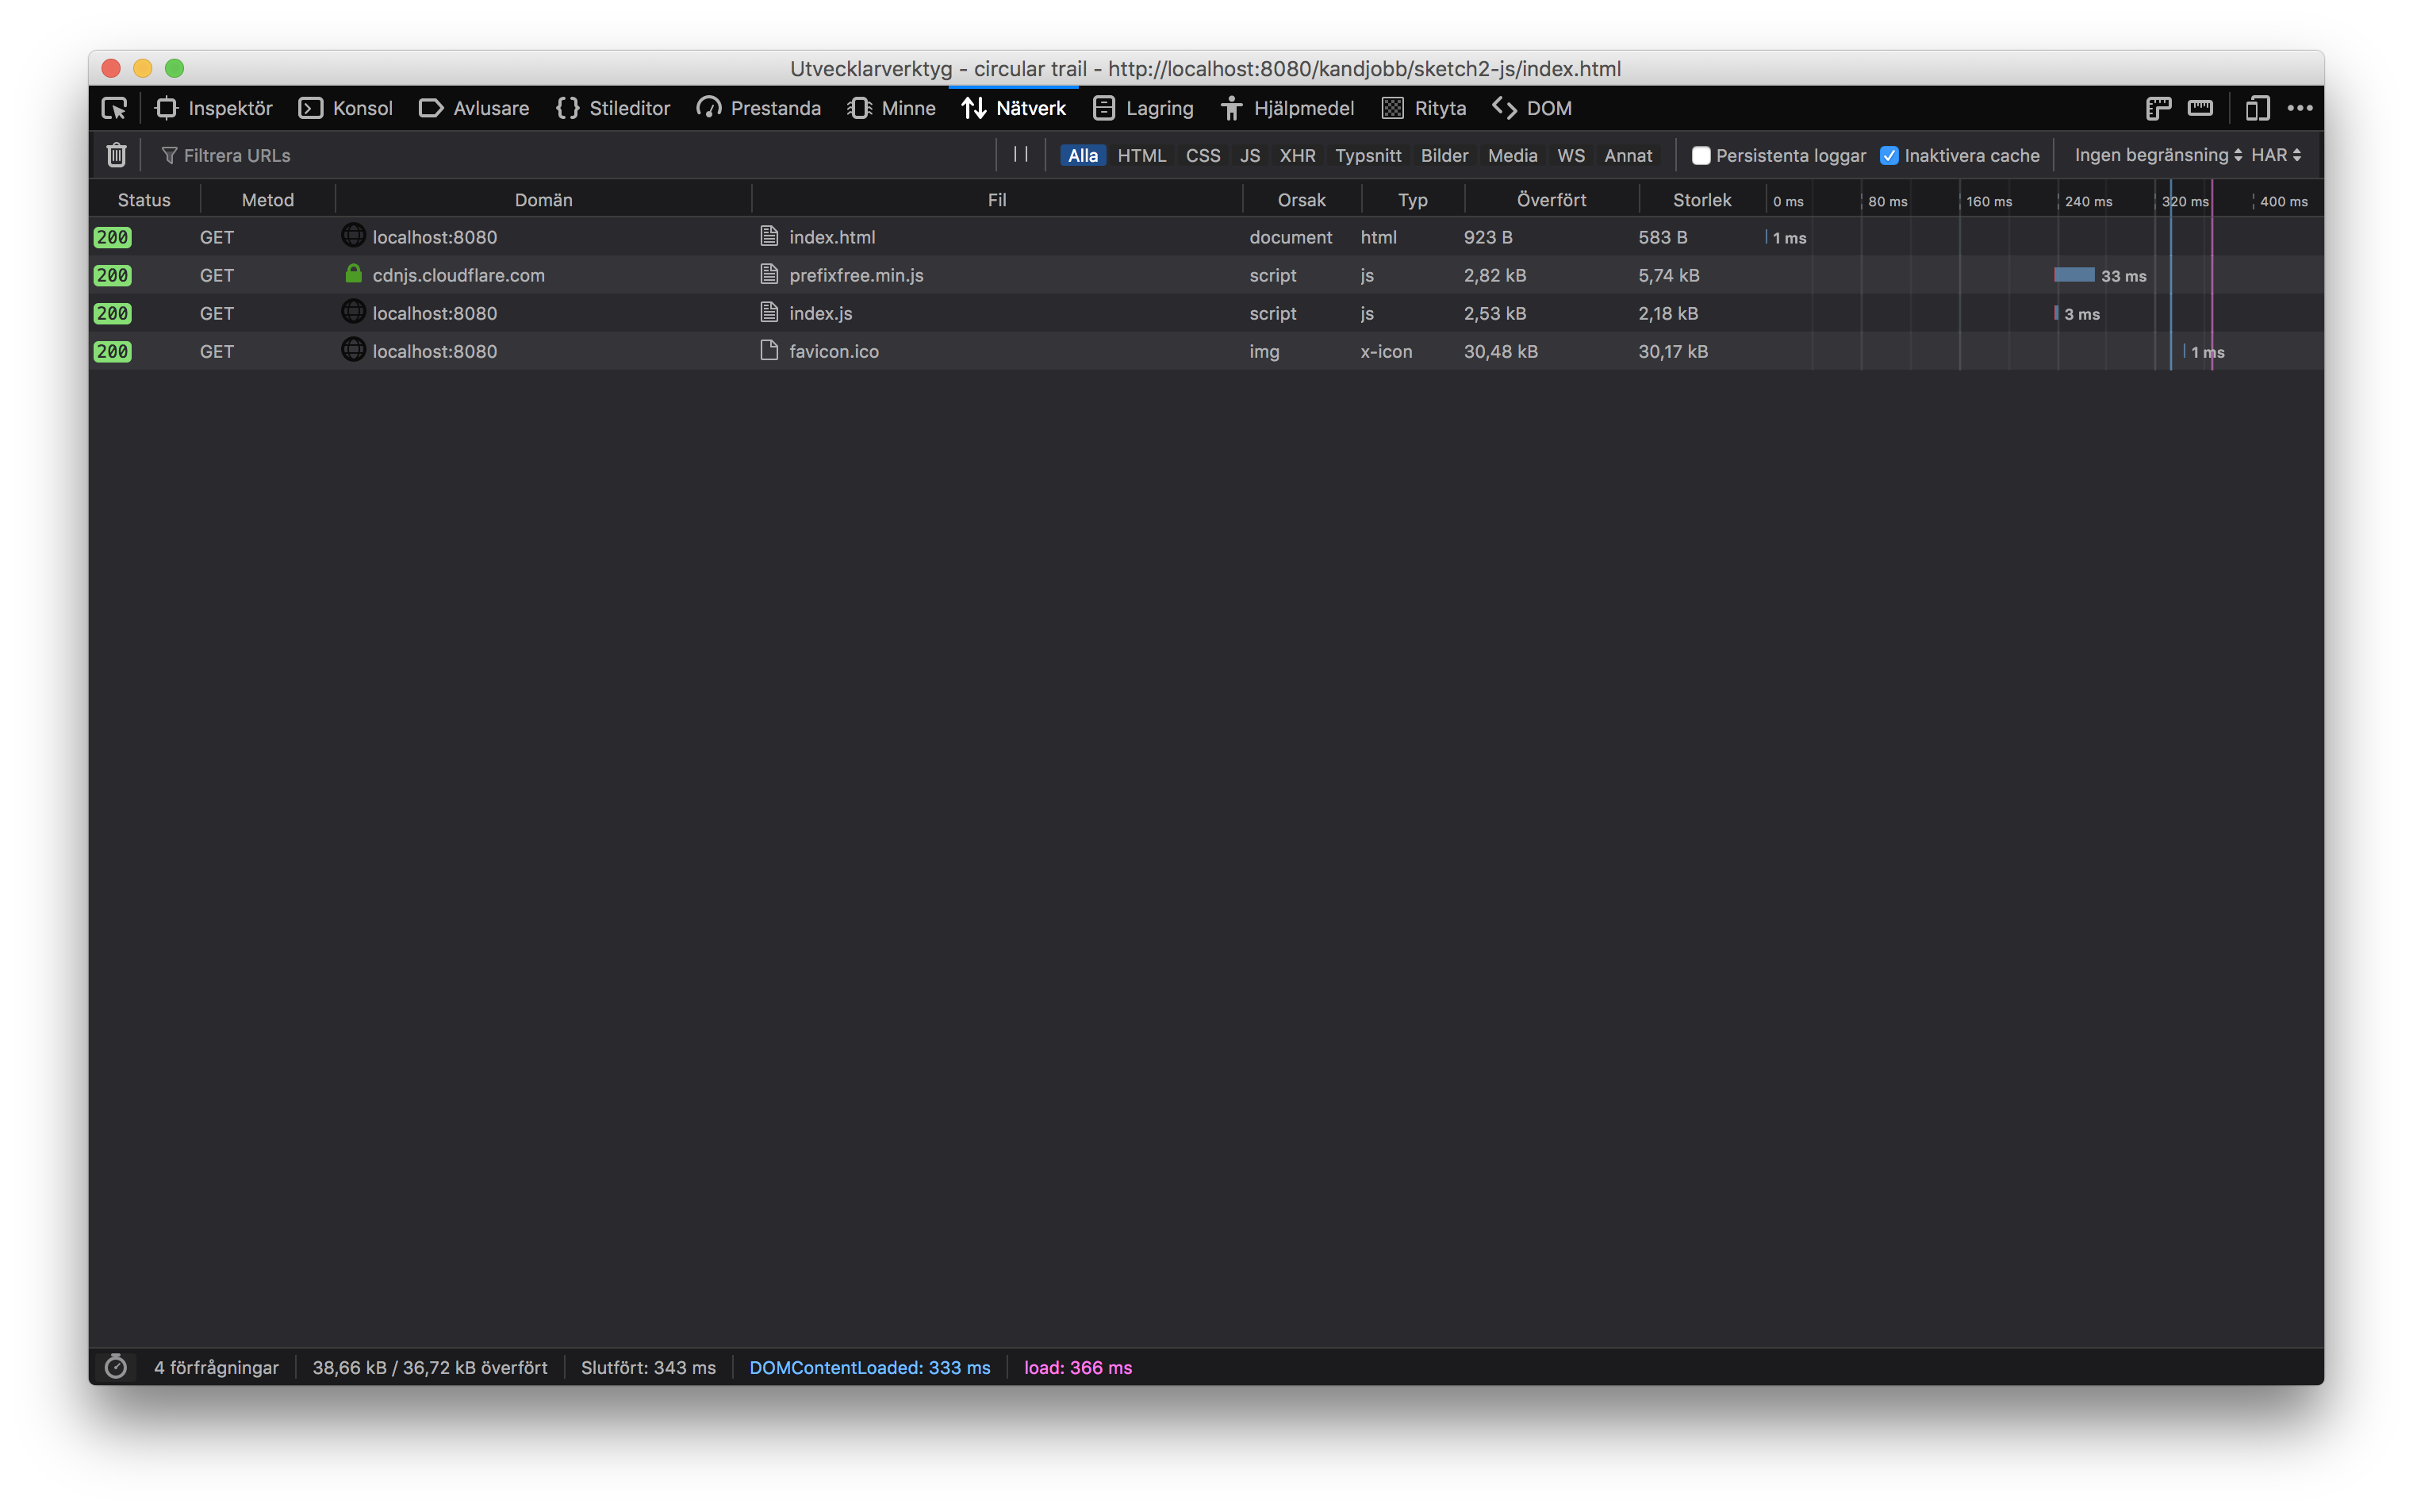 Utvecklarverktyg - circular trail - http://localhost:8080/kandjobb/sketch2-js/index.html
Inspektör Konsol Avlusare Stileditor Prestanda Minne Nätverk Lagring Hjälpmedel Rityta DOM
Filtrera URLs Alla HTML CSS JS XHR Typsnitt Bilder Media WS Annat Persistenta loggar Inaktivera cache Ingen begränsning HAR
Status Metod Domän Fil Orsak Typ Överfört Storlek 0 ms 80 ms 160 ms 240 ms 320 ms 400 ms
200 GET localhost:8080 index.html document html 923 B 583 B 1 ms
200 GET cdnjs.cloudflare.com prefixfree.min.js script js 2,82 kB 5,74 kB 33 ms
200 GET localhost:8080 index.js script js 2,53 kB 2,18 kB 3 ms
200 GET localhost:8080 favicon.ico img x-icon 30,48 kB 30,17 kB 1 ms
4 förfrågningar 38,66 kB / 36,72 kB överfört Slutfört: 343 ms DOMContentLoaded: 333 ms load: 366 ms